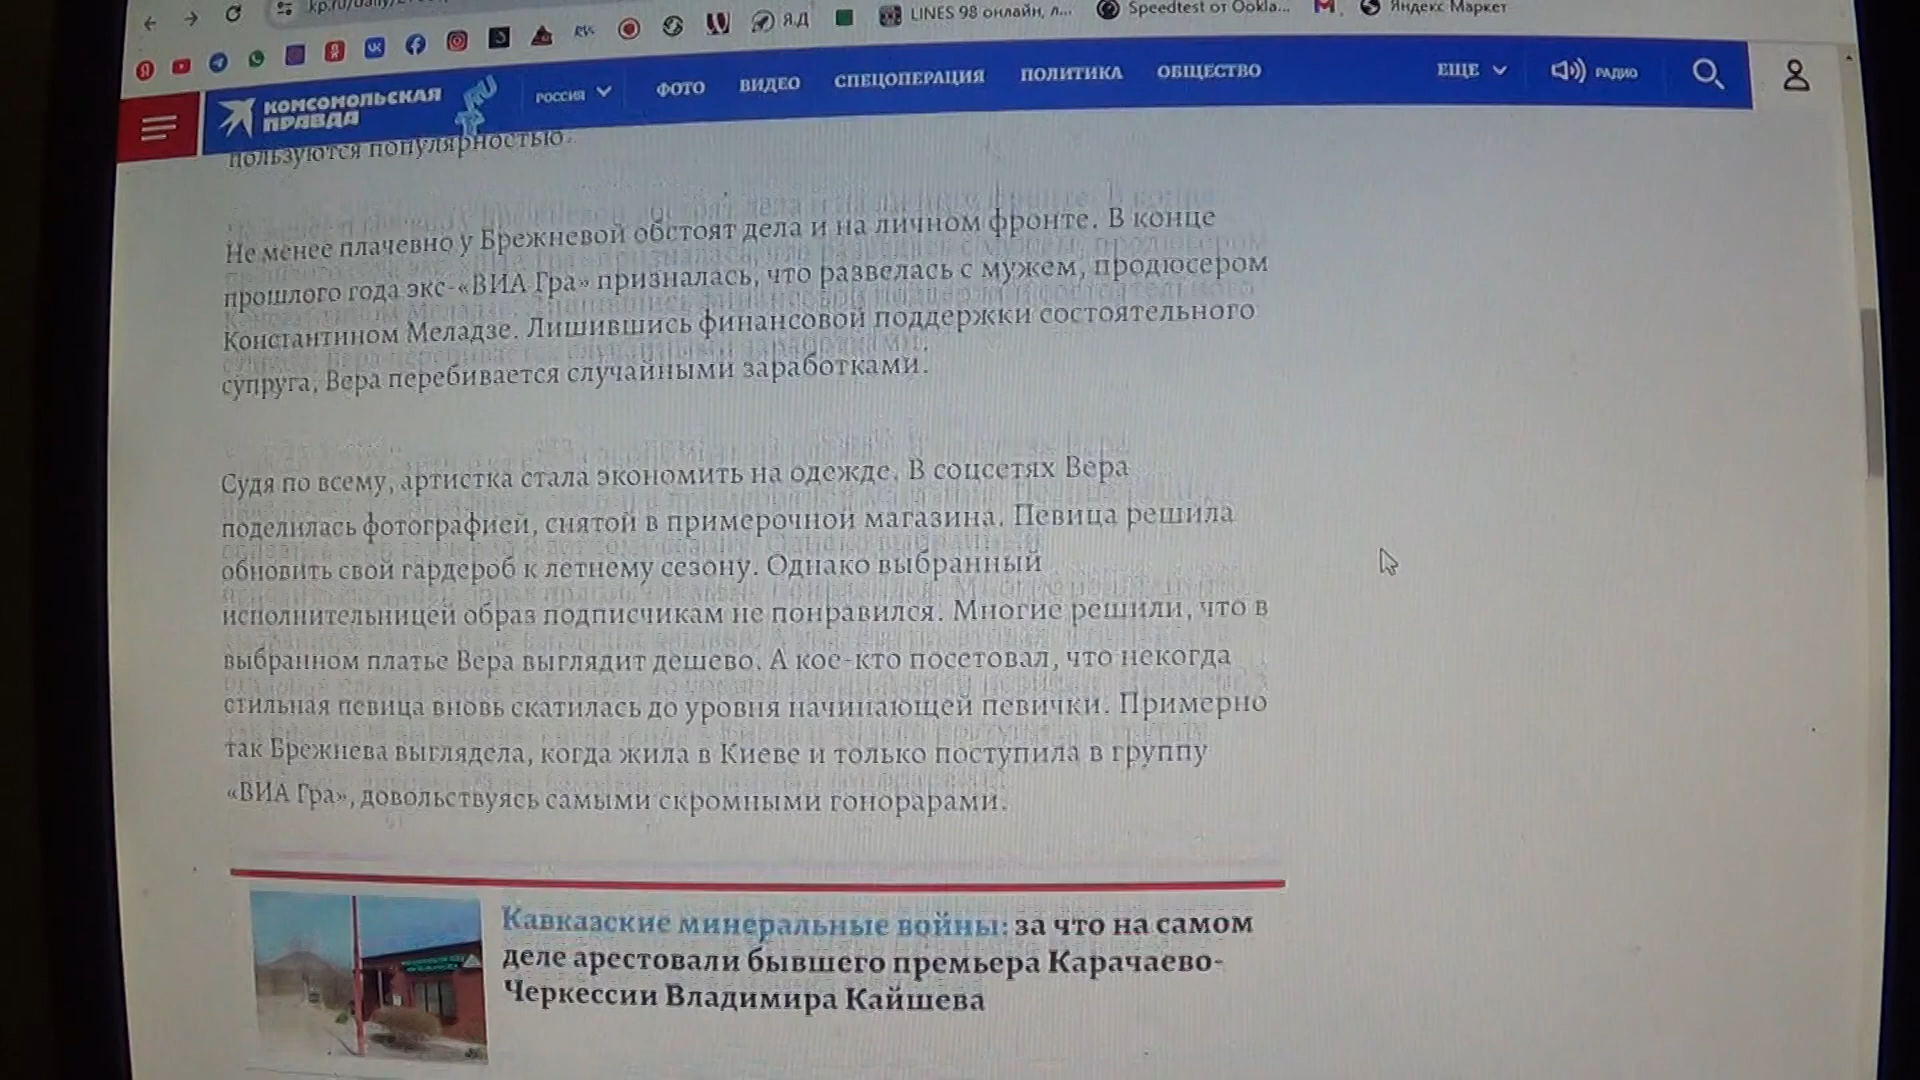 LINES 98 онлайн, л...
Speedtest от Ookla...
Яндекс Маркет
Я.Д
КОМСОМОЛЬСКАЯ
ПРАВДА
РОССИЯ
ФОТО
ВИДЕО
СПЕЦОПЕРАЦИЯ
ПОЛИТИКА
ОБЩЕСТВО
ЕЩЕ
РАДИО
пользуются популярностью.
Не менее плачевно у Брежневой обстоят дела и на личном фронте. В конце
прошлого года экс-«ВИА Гра» призналась, что развелась с мужем, продюсером
Константином Меладзе. Лишившись финансовой поддержки состоятельного
супруга, Вера перебивается случайными заработками.
Судя по всему, артистка стала экономить на одежде. В соцсетях Вера
поделилась фотографией, снятой в примерочной магазина. Певица решила
обновить свой гардероб к летнему сезону. Однако выбранный
исполнительницей образ подписчикам не понравился. Многие решили, что в
выбранном платье Вера выглядит дешево. А кое-кто посетовал, что некогда
стильная певица вновь скатилась до уровня начинающей певички. Примерно
так Брежнева выглядела, когда жила в Киеве и только поступила в группу
«ВИА Гра», довольствуясь самыми скромными гонорарами.
Кавказские минеральные войны: за что на самом
деле арестовали бывшего премьера Карачаево-
Черкессии Владимира Кайшева